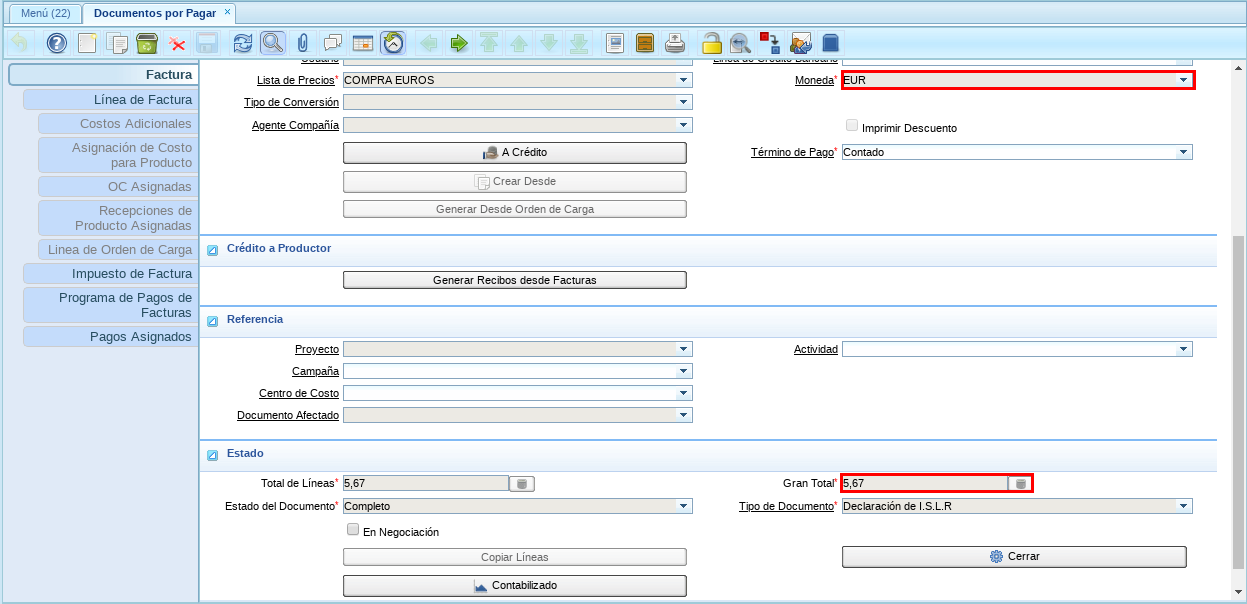 Menú (22)
Documentos por Pagar
Factura
Línea de Factura
Costos Adicionales
Asignación de Costo
para Producto
OC Asignadas
Recepciones de
Producto Asignadas
Linea de Orden de Carga
Impuesto de Factura
Programa de Pagos de
Facturas
Pagos Asignados
Usuario
Línea de Crédito Bancario
Lista de Precios* COMPRA EUROS
Moneda* EUR
Tipo de Conversión
Agente Compañía
Imprimir Descuento
A Crédito
Término de Pago* Contado
Crear Desde
Generar Desde Orden de Carga
Crédito a Productor
Generar Recibos desde Facturas
Referencia
Proyecto
Actividad
Campaña
Centro de Costo
Documento Afectado
Estado
Total de Líneas* 5,67
Gran Total* 5,67
Estado del Documento* Completo
Tipo de Documento* Declaración de I.S.L.R
En Negociación
Copiar Líneas
Cerrar
Contabilizado